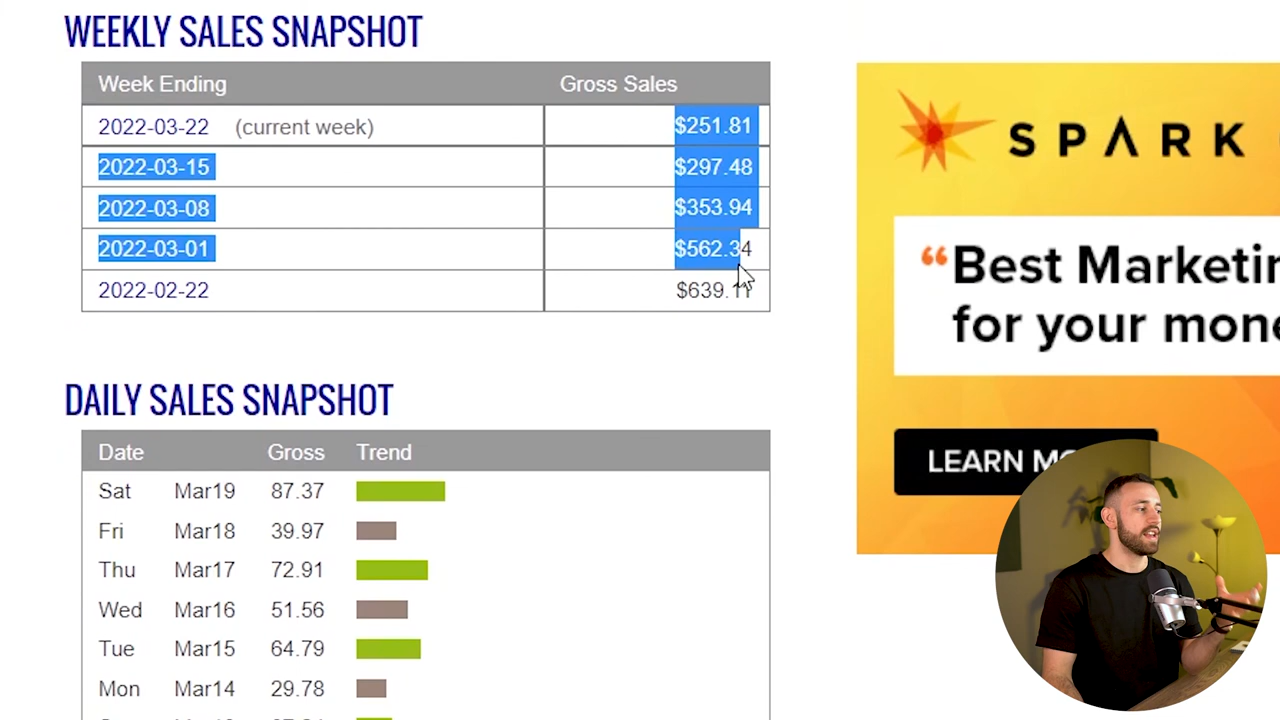 WEEKLY SALES SNAPSHOT
Week Ending Gross Sales
2022-03-22 (current week) $251.81
2022-03-15 $297.48
2022-03-08 $353.94
2022-03-01 $562.34
2022-02-22 $639.11
SPARK
“Best Marketin
for your mone
LEARN MO
DAILY SALES SNAPSHOT
Date Gross Trend
Sat Mar19 87.37
Fri Mar18 39.97
Thu Mar17 72.91
Wed Mar16 51.56
Tue Mar15 64.79
Mon Mar14 29.78